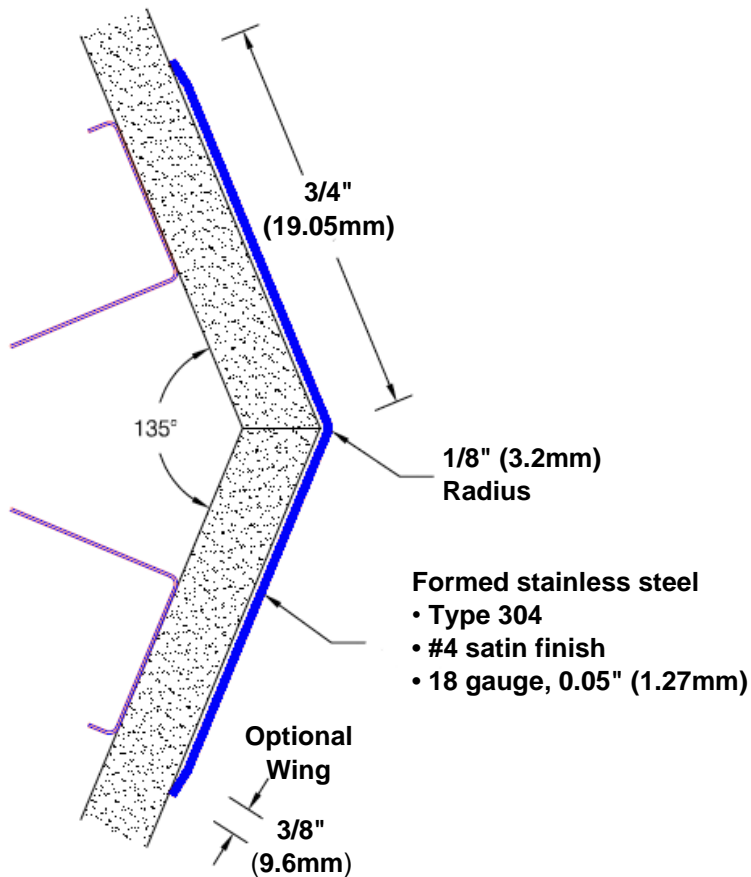 3/4"
(19.05mm)
135°
1/8" (3.2mm)
Radius
Formed stainless steel
• Type 304
• #4 satin finish
• 18 gauge, 0.05" (1.27mm)
Optional
Wing
3/8"
(9.6mm)